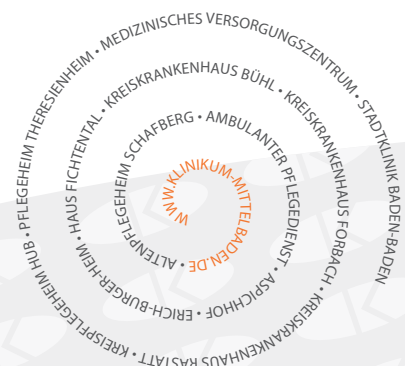 WWW.KLINIKUM-MITTELBADEN.DE • ALTENPFLEGEHEIM SCHAFBERG • AMBULANTER PFLEGEDIENST • ASPICHHOF • ERICH-BURGER-HEIM • HAUS FICHTENTAL • KREISKRANKENHAUS BÜHL • KREISKRANKENHAUS FORBACH • KREISKRANKENHAUS RASTATT • KREISPFLEGEHEIM HUB • PFLEGEHEIM THERESIENHEIM • MEDIZINISCHES VERSORGUNGSZENTRUM • STADTKLINIK BADEN-BADEN